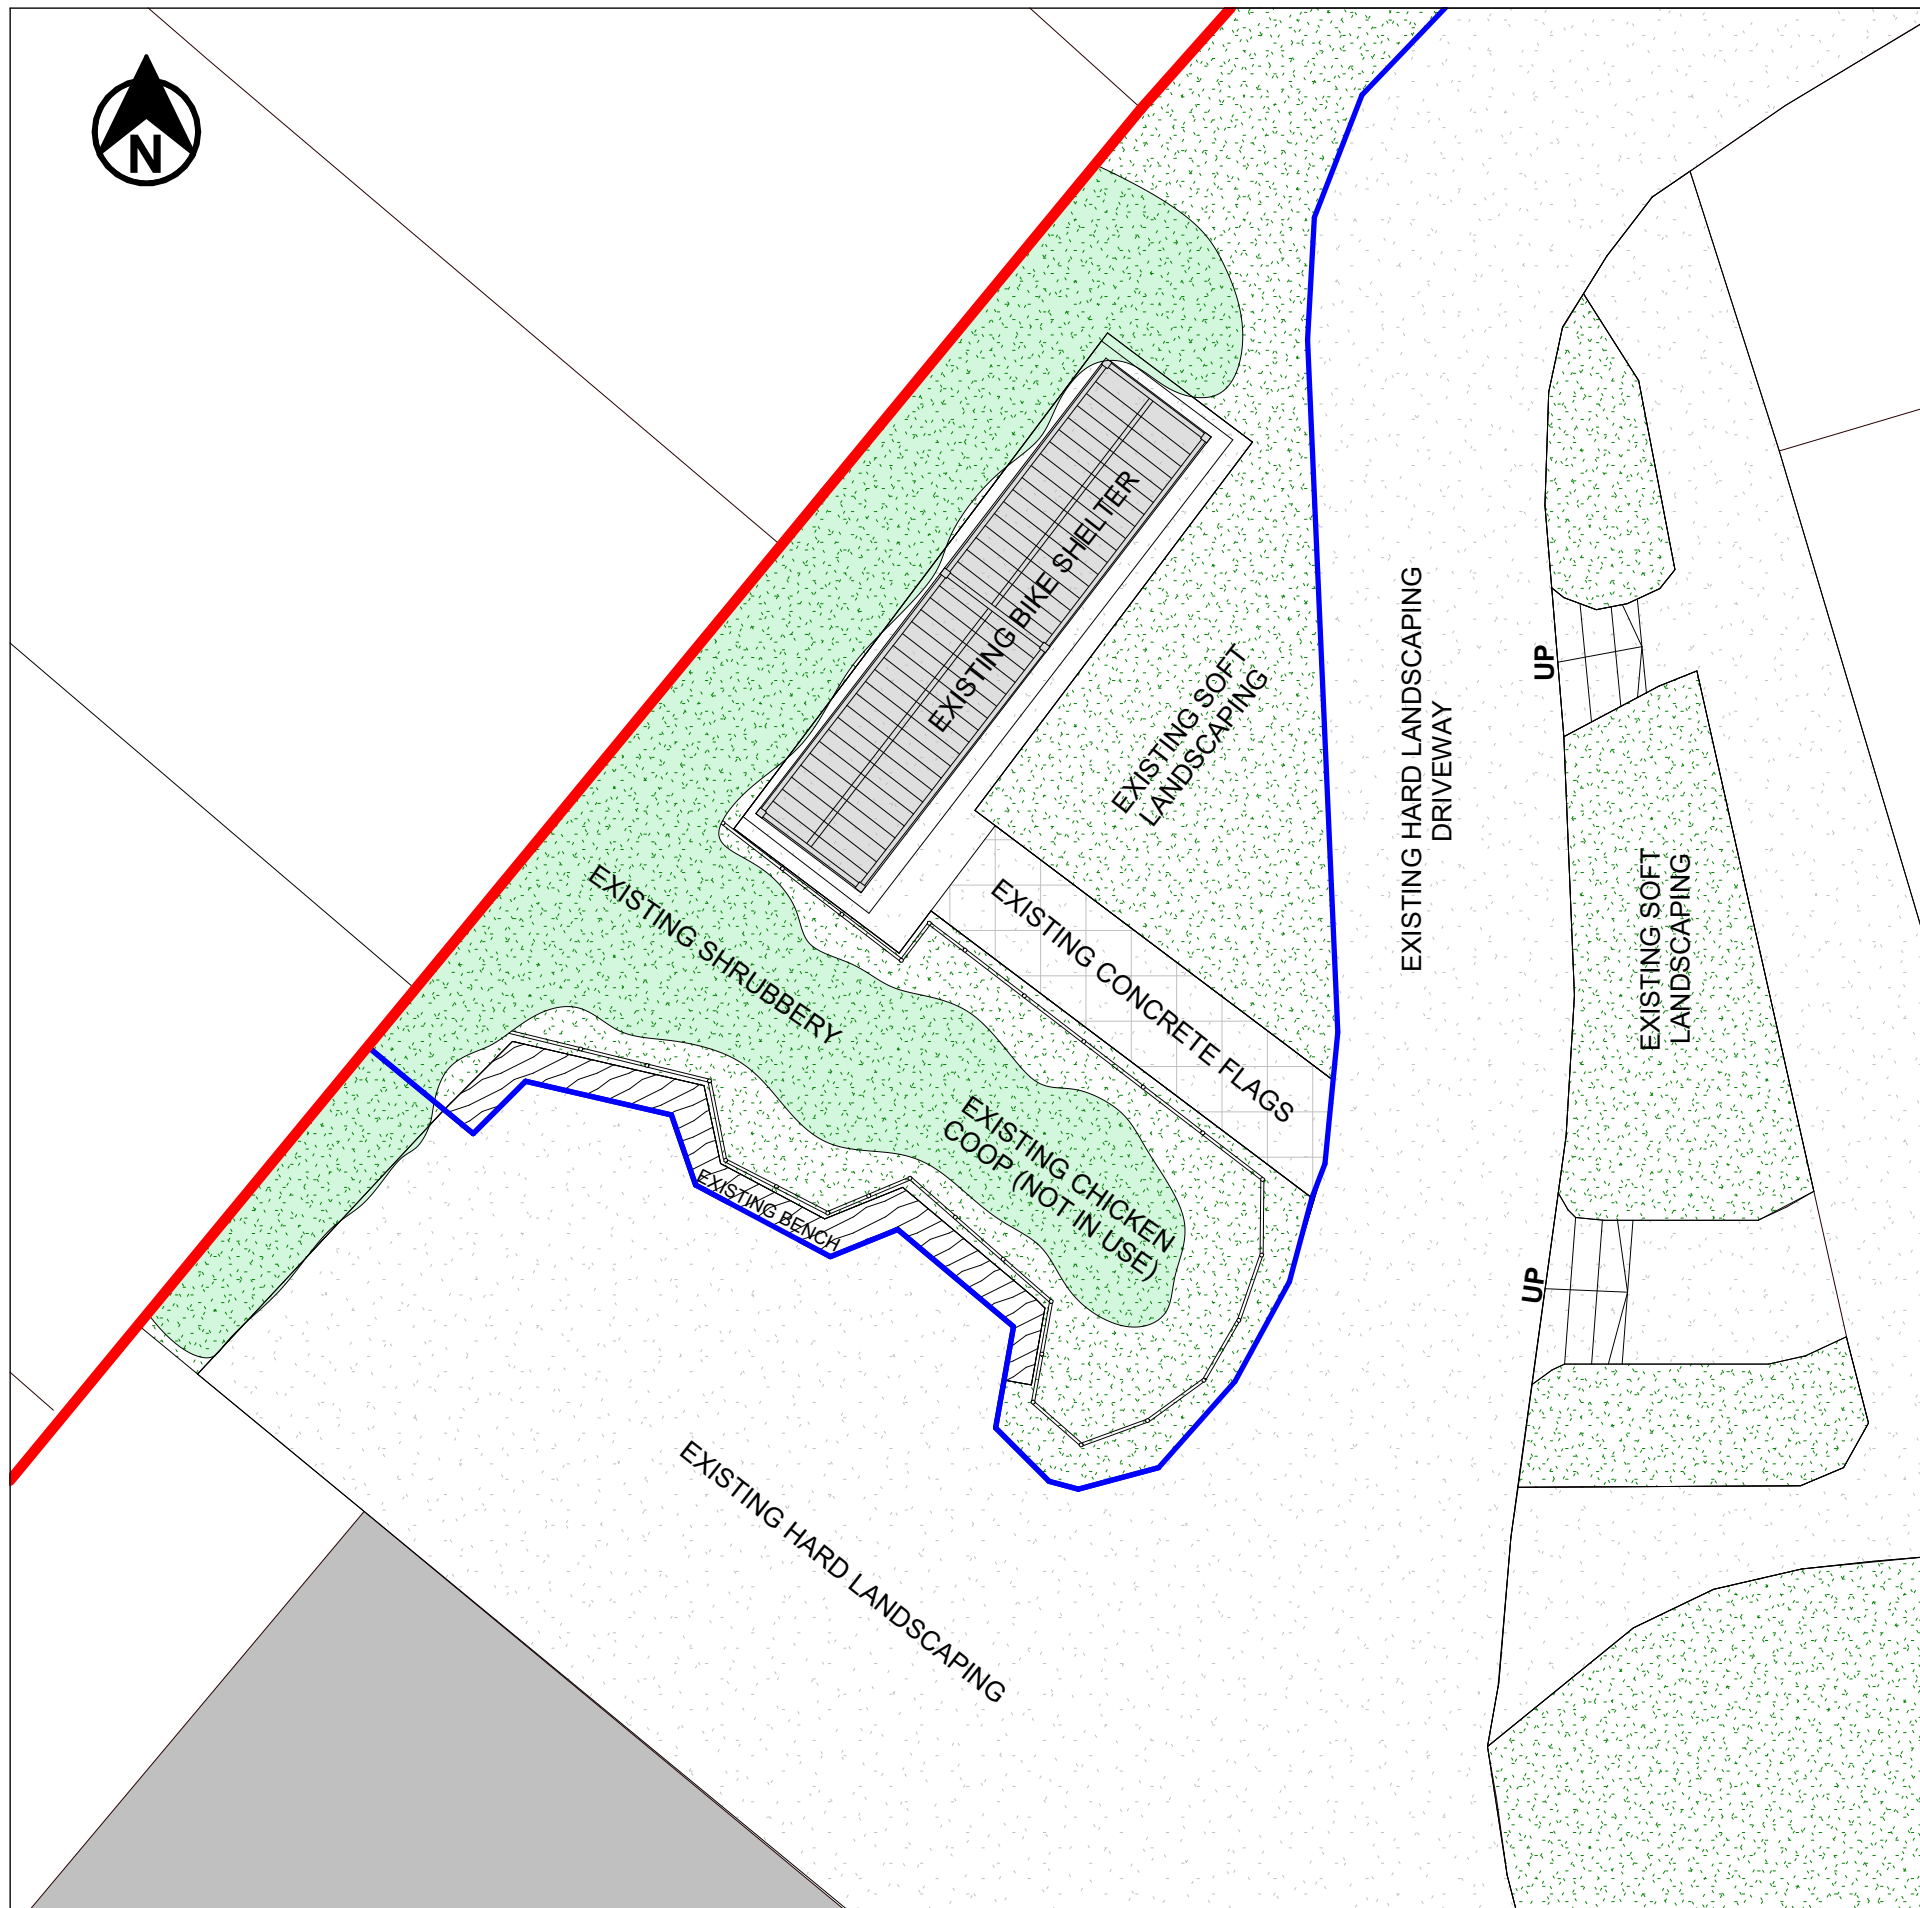 N
EXISTING BIKE SHELTER
EXISTING SOFT
LANDSCAPING
EXISTING HARD LANDSCAPING
DRIVEWAY
UP
EXISTING SOFT
LANDSCAPING
EXISTING SHRUBBERY
EXISTING CONCRETE FLAGS
EXISTING CHICKEN
COOP (NOT IN USE)
EXISTING BENCH
UP
EXISTING HARD LANDSCAPING